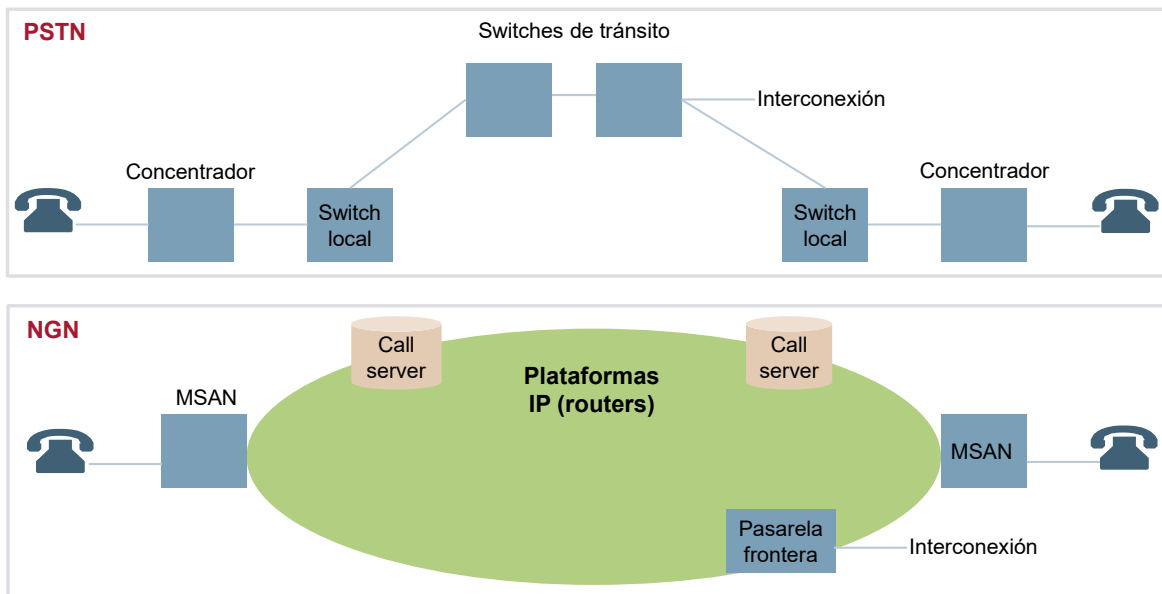 PSTN
Switches de tránsito
Interconexión
Concentrador
Concentrador
Switch
local
Switch
local
NGN
Call
server
Call
server
Plataformas
IP (routers)
MSAN
MSAN
Pasarela
frontera
Interconexión